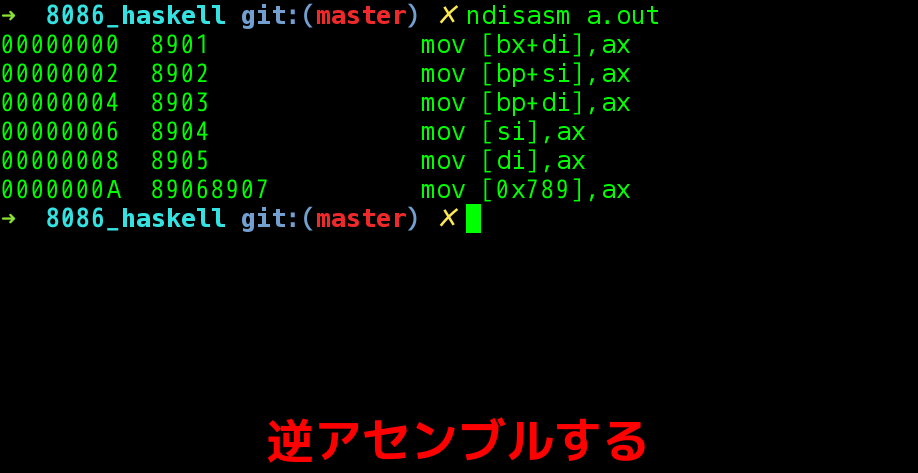 → 8086_haskell git:(master) ✗ ndisasm a.out
00000000 8901 mov [bx+di],ax
00000002 8902 mov [bp+si],ax
00000004 8903 mov [bp+di],ax
00000006 8904 mov [si],ax
00000008 8905 mov [di],ax
0000000A 89068907 mov [0x789],ax
→ 8086_haskell git:(master) ✗
逆アセンブルする